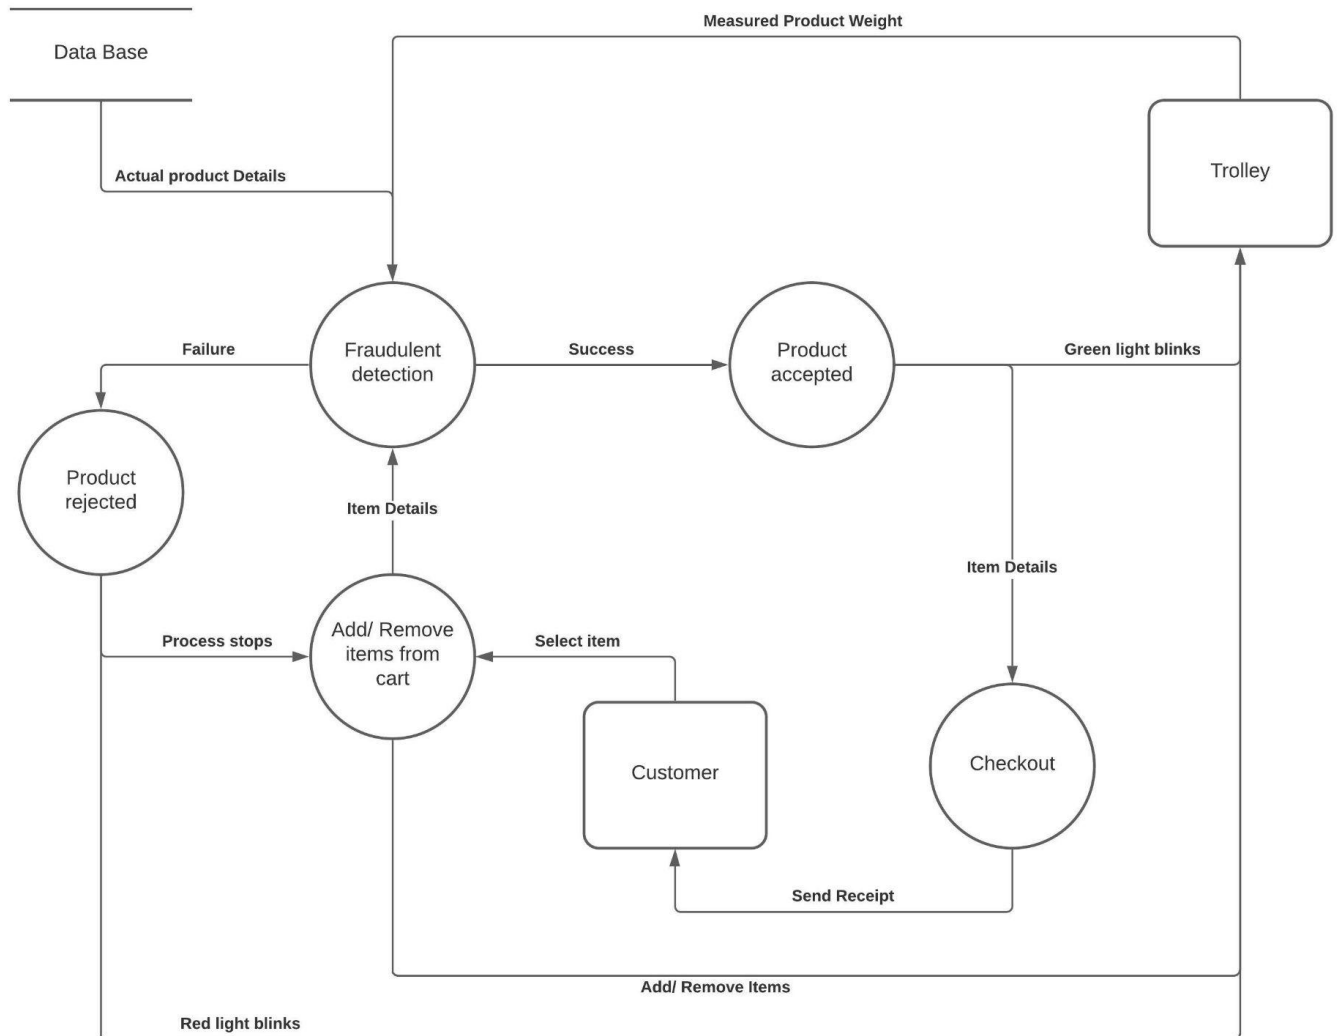 Measured Product Weight
Data Base
Trolley
Actual product Details
Failure
Fraudulent
detection
Success
Product
accepted
Green light blinks
Product
rejected
Item Details
Item Details
Process stops
Add/ Remove
items from
cart
Select item
Customer
Checkout
Send Receipt
Add/ Remove Items
Red light blinks